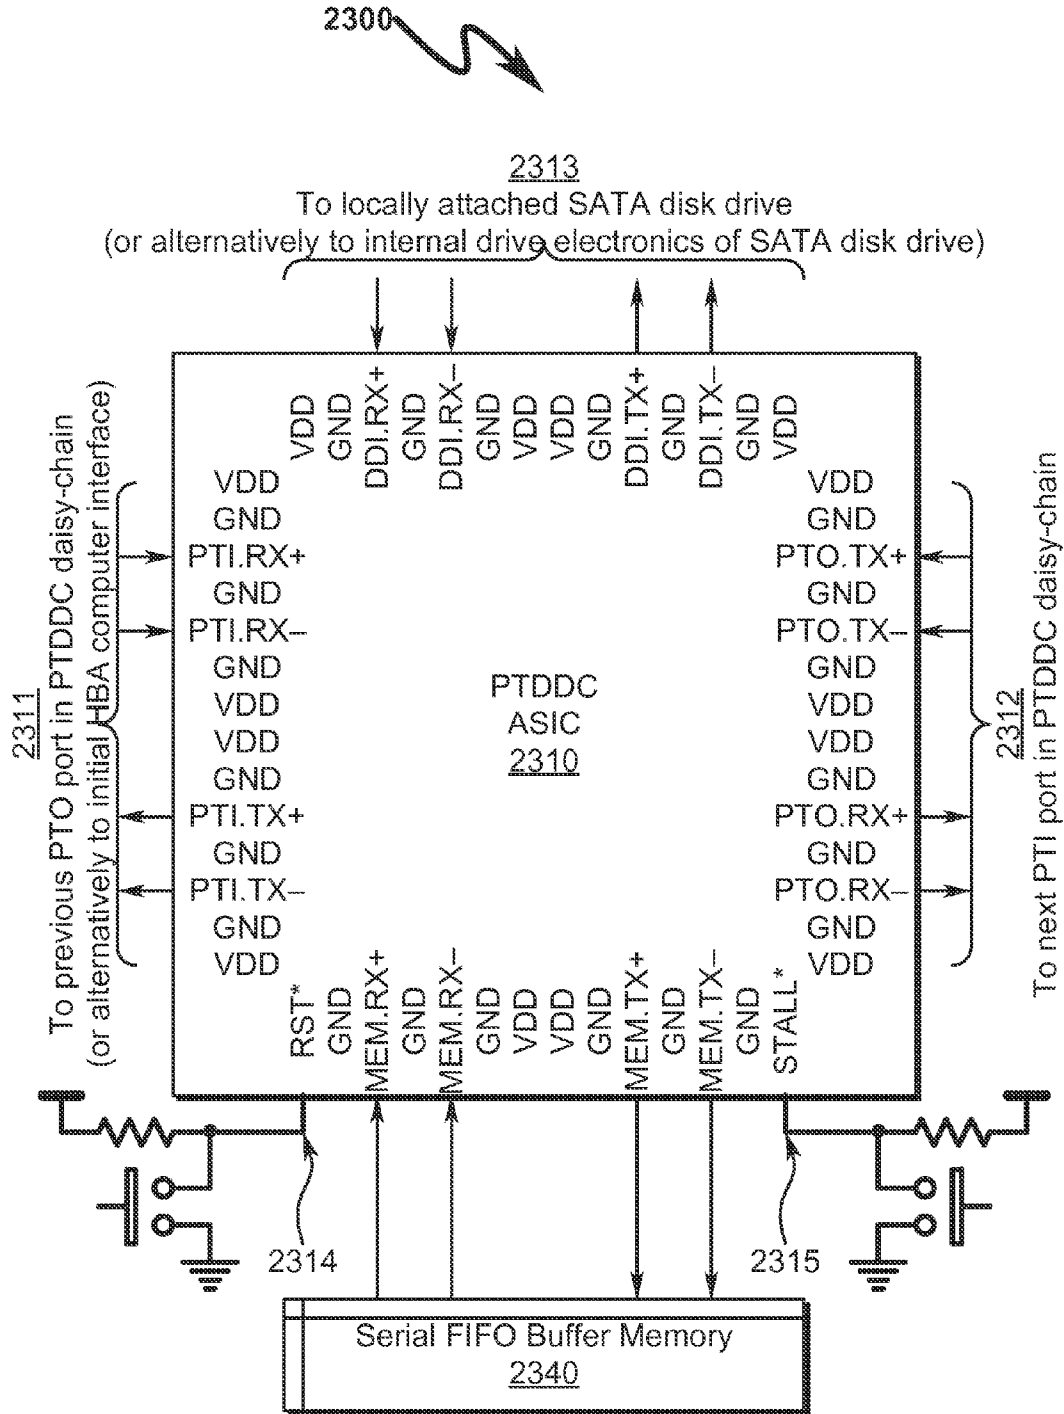 2300
2313
To locally attached SATA disk drive
(or alternatively to internal drive electronics of SATA disk drive)
VDD
GND
DDI.RX+
GND
DDI.RX–
GND
VDD
VDD
GND
DDI.TX+
GND
DDI.TX–
GND
VDD
2311
To previous PTO port in PTDDC daisy-chain
(or alternatively to initial HBA computer interface)
VDD
GND
PTI.RX+
GND
PTI.RX–
GND
VDD
VDD
GND
PTI.TX+
GND
PTI.TX–
GND
VDD
PTDDC
ASIC
2310
VDD
GND
PTO.TX+
GND
PTO.TX–
GND
VDD
VDD
GND
PTO.RX+
GND
PTO.RX–
GND
VDD
2312
To next PTI port in PTDDC daisy-chain
RST*
GND
MEM.RX+
GND
MEM.RX–
GND
VDD
VDD
GND
MEM.TX+
GND
MEM.TX–
GND
STALL*
2314
2315
Serial FIFO Buffer Memory
2340